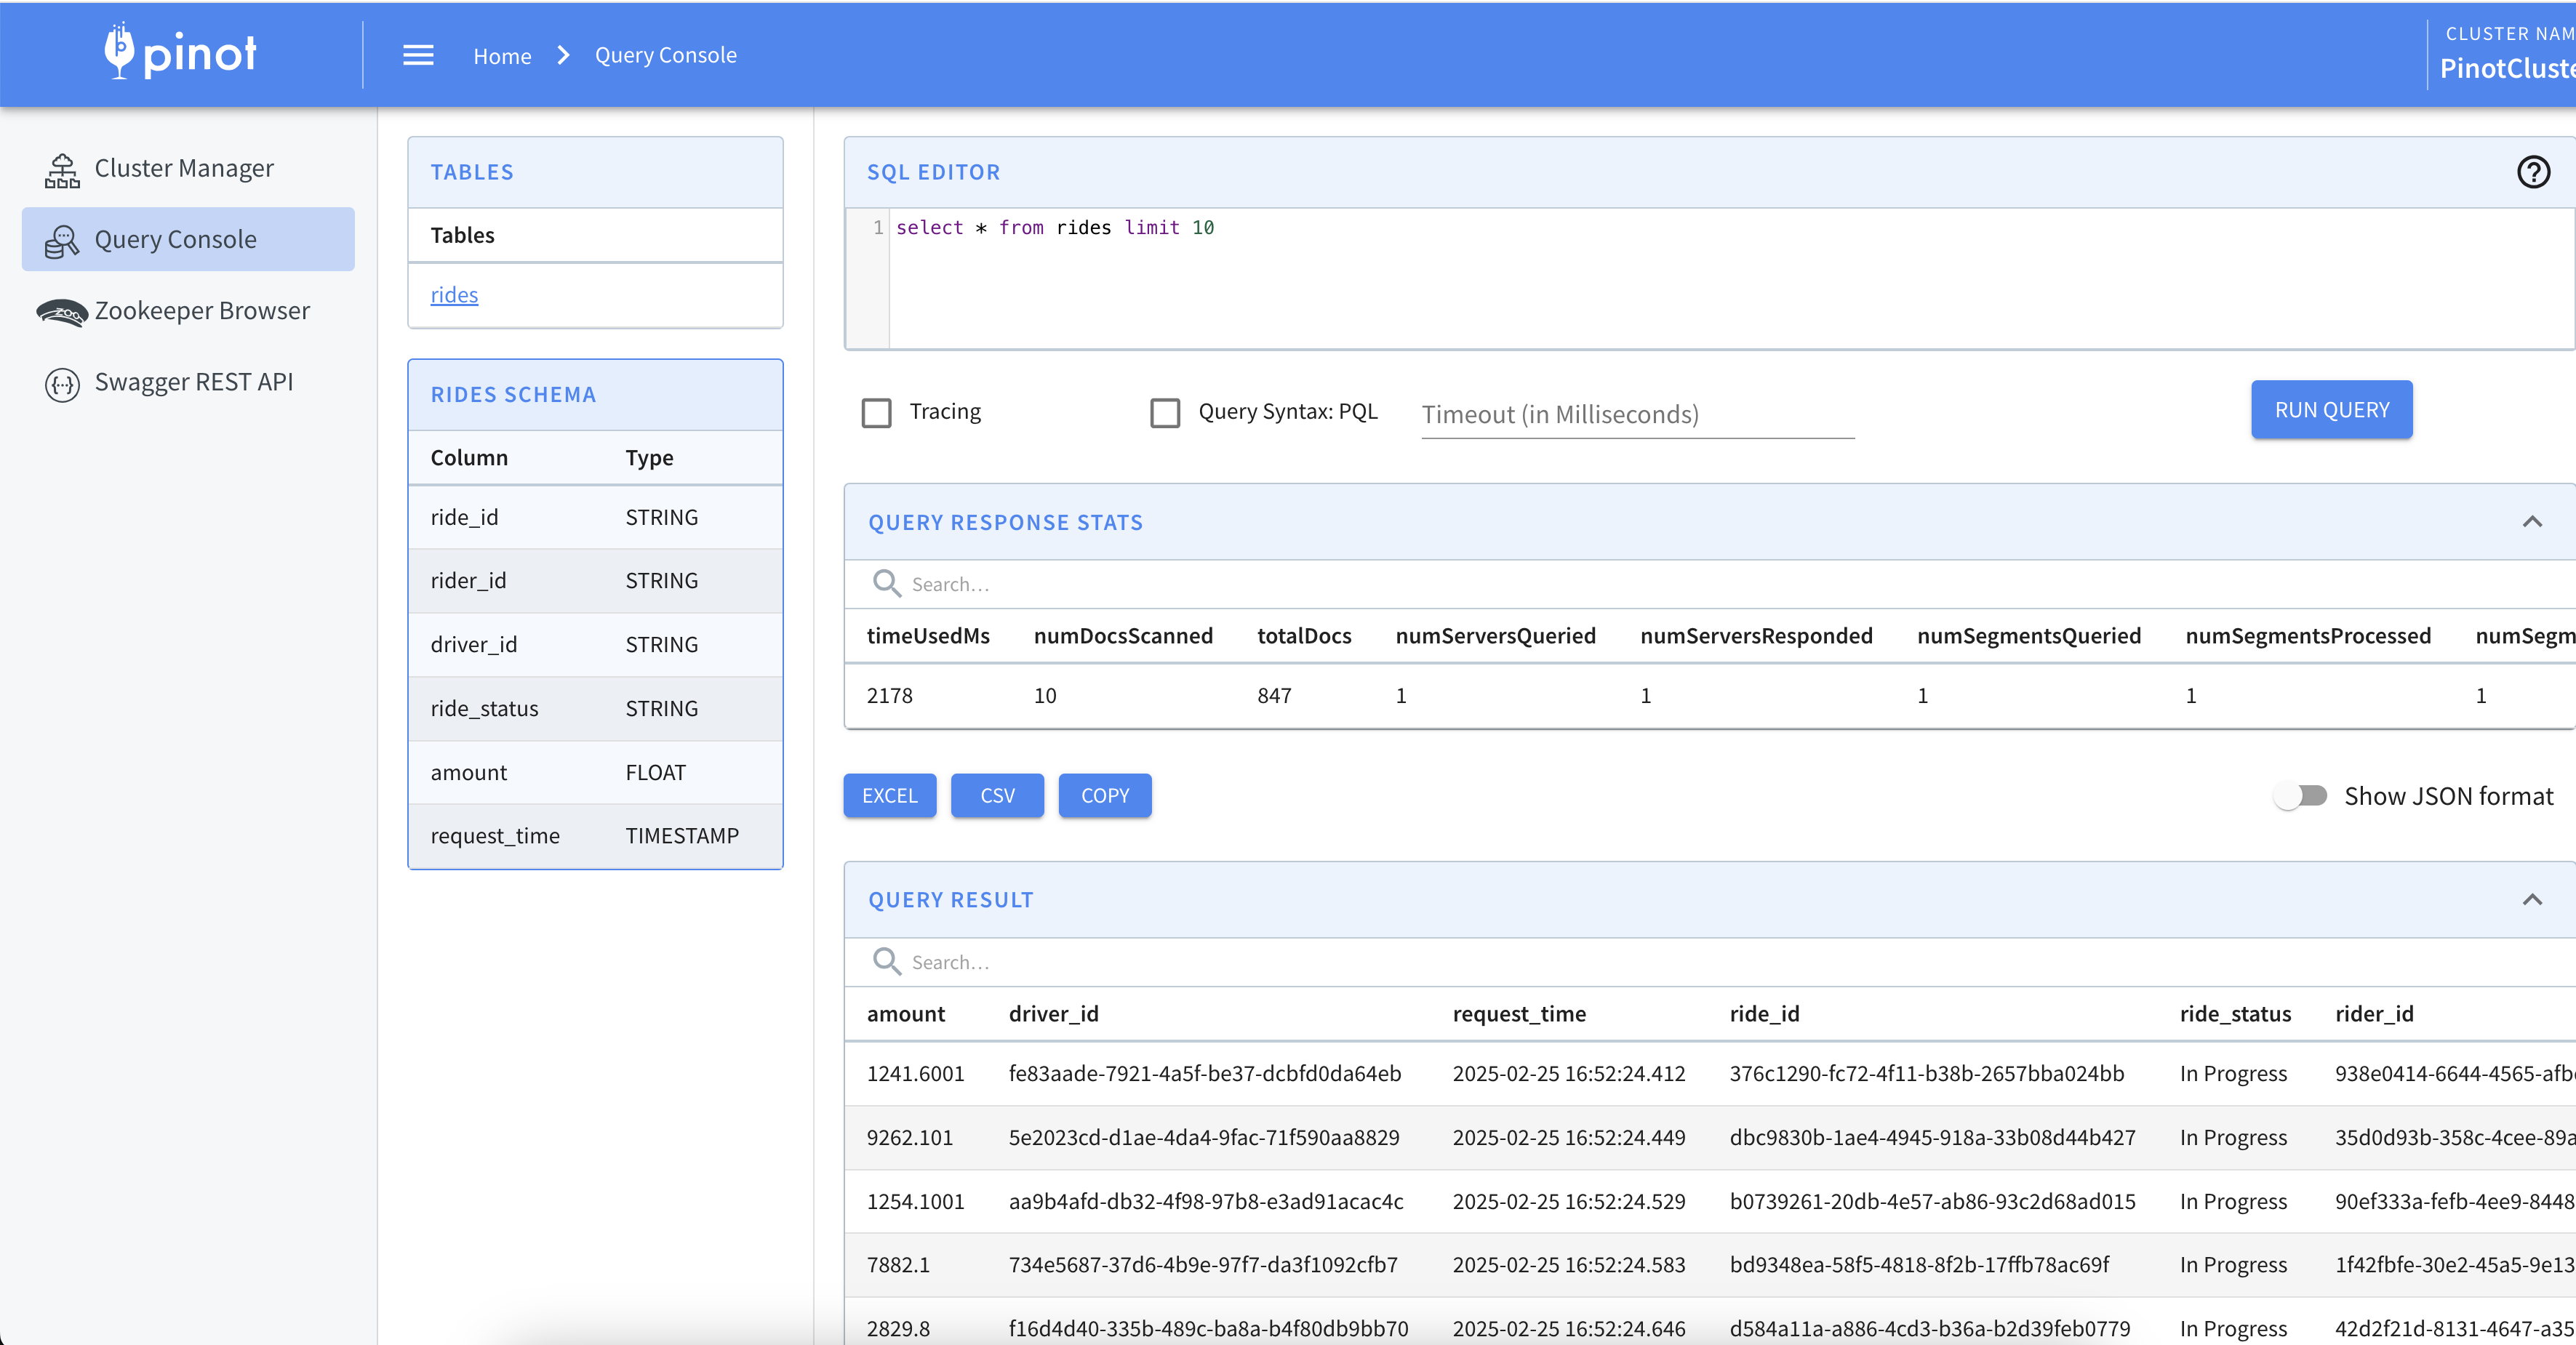 pinot
Home > Query Console
CLUSTER NAM
PinotCluste
Cluster Manager
Query Console
Zookeeper Browser
Swagger REST API
TABLES
Tables
rides
RIDES SCHEMA
Column Type
ride_id STRING
rider_id STRING
driver_id STRING
ride_status STRING
amount FLOAT
request_time TIMESTAMP
SQL EDITOR
1 select * from rides limit 10
Tracing Query Syntax: PQL Timeout (in Milliseconds) RUN QUERY
QUERY RESPONSE STATS
Search...
timeUsedMs numDocsScanned totalDocs numServersQueried numServersResponded numSegmentsQueried numSegmentsProcessed numSegm
2178 10 847 1 1 1 1 1
EXCEL CSV COPY Show JSON format
QUERY RESULT
Search...
amount driver_id request_time ride_id ride_status rider_id
1241.6001 fe83aade-7921-4a5f-be37-dcbfd0da64eb 2025-02-25 16:52:24.412 376c1290-fc72-4f11-b38b-2657bba024bb In Progress 938e0414-6644-4565-afb
9262.101 5e2023cd-d1ae-4da4-9fac-71f590aa8829 2025-02-25 16:52:24.449 dbc9830b-1ae4-4945-918a-33b08d44b427 In Progress 35d0d93b-358c-4cee-89a
1254.1001 aa9b4afd-db32-4f98-97b8-e3ad91acac4c 2025-02-25 16:52:24.529 b0739261-20db-4e57-ab86-93c2d68ad015 In Progress 90ef333a-fefb-4ee9-8448
7882.1 734e5687-37d6-4b9e-97f7-da3f1092cfb7 2025-02-25 16:52:24.583 bd9348ea-58f5-4818-8f2b-17ffb78ac69f In Progress 1f42fbfe-30e2-45a5-9e13
2829.8 f16d4d40-335b-489c-ba8a-b4f80db9bb70 2025-02-25 16:52:24.646 d584a11a-a886-4cd3-b36a-b2d39feb0779 In Progress 42d2f21d-8131-4647-a35